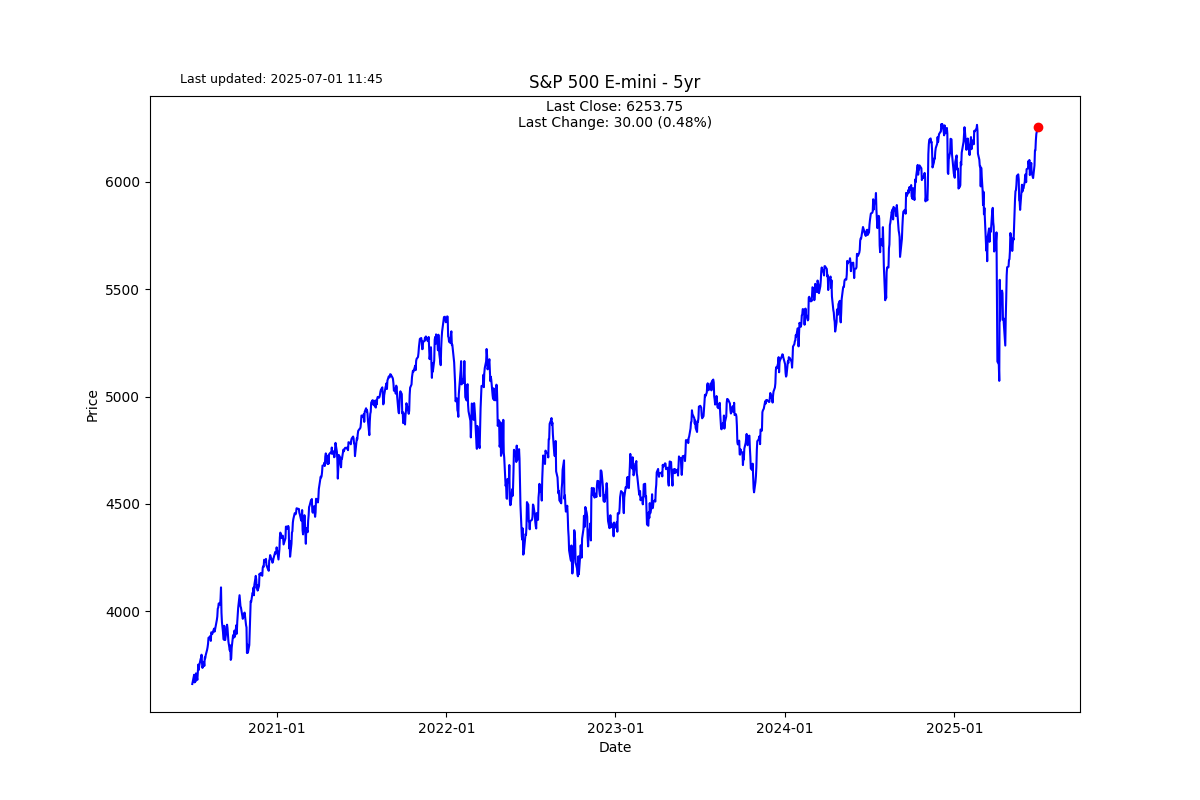 Last updated: 2025-07-01 11:45
S&P 500 E-mini - 5yr
Last Close: 6253.75
Last Change: 30.00 (0.48%)
Price
6000
5500
5000
4500
4000
2021-01 2022-01 2023-01 2024-01 2025-01
Date